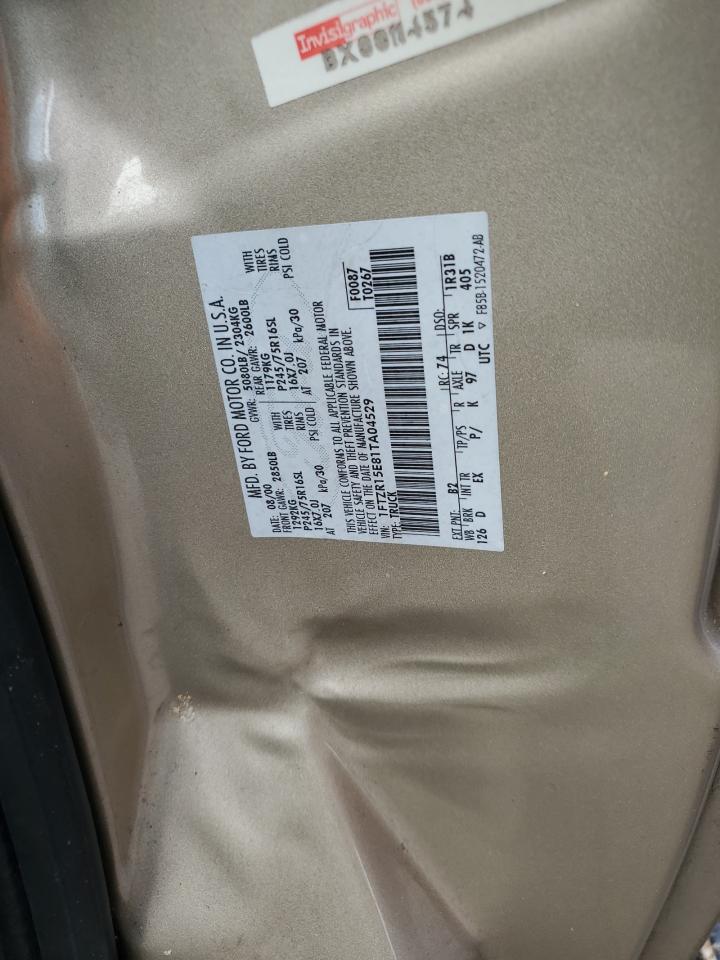 Invisigraphic
MFD. BY FORD MOTOR CO. IN U.S.A.
DATE: 08/00 GVWR: 5080LB/ 2304KG
FRONT GAWR: 2850LB REAR GAWR: 2600LB
1292KG WITH 1179KG WITH
P245/75R16SL TIRES P245/75R16SL TIRES
16X7.0J RIMS 16X7.0J RIMS
AT 207 kPa/30 PSI COLD AT 207 kPa/30 PSI COLD
THIS VEHICLE CONFORMS TO ALL APPLICABLE FEDERAL MOTOR
VEHICLE SAFETY AND THEFT PREVENTION STANDARDS IN
EFFECT ON THE DATE OF MANUFACTURE SHOWN ABOVE.
VIN: 1FTZR15E81TA04529 F0087
TYPE: TRUCK T0267
EXT PNT: B2 RC: 74 DSO:
WB BRK INT TR TP/PS R AXLE TR SPR 1R31B
126 D EX P/ K 97 D 1K 405
UTC ▽ F85B-1520472-AB